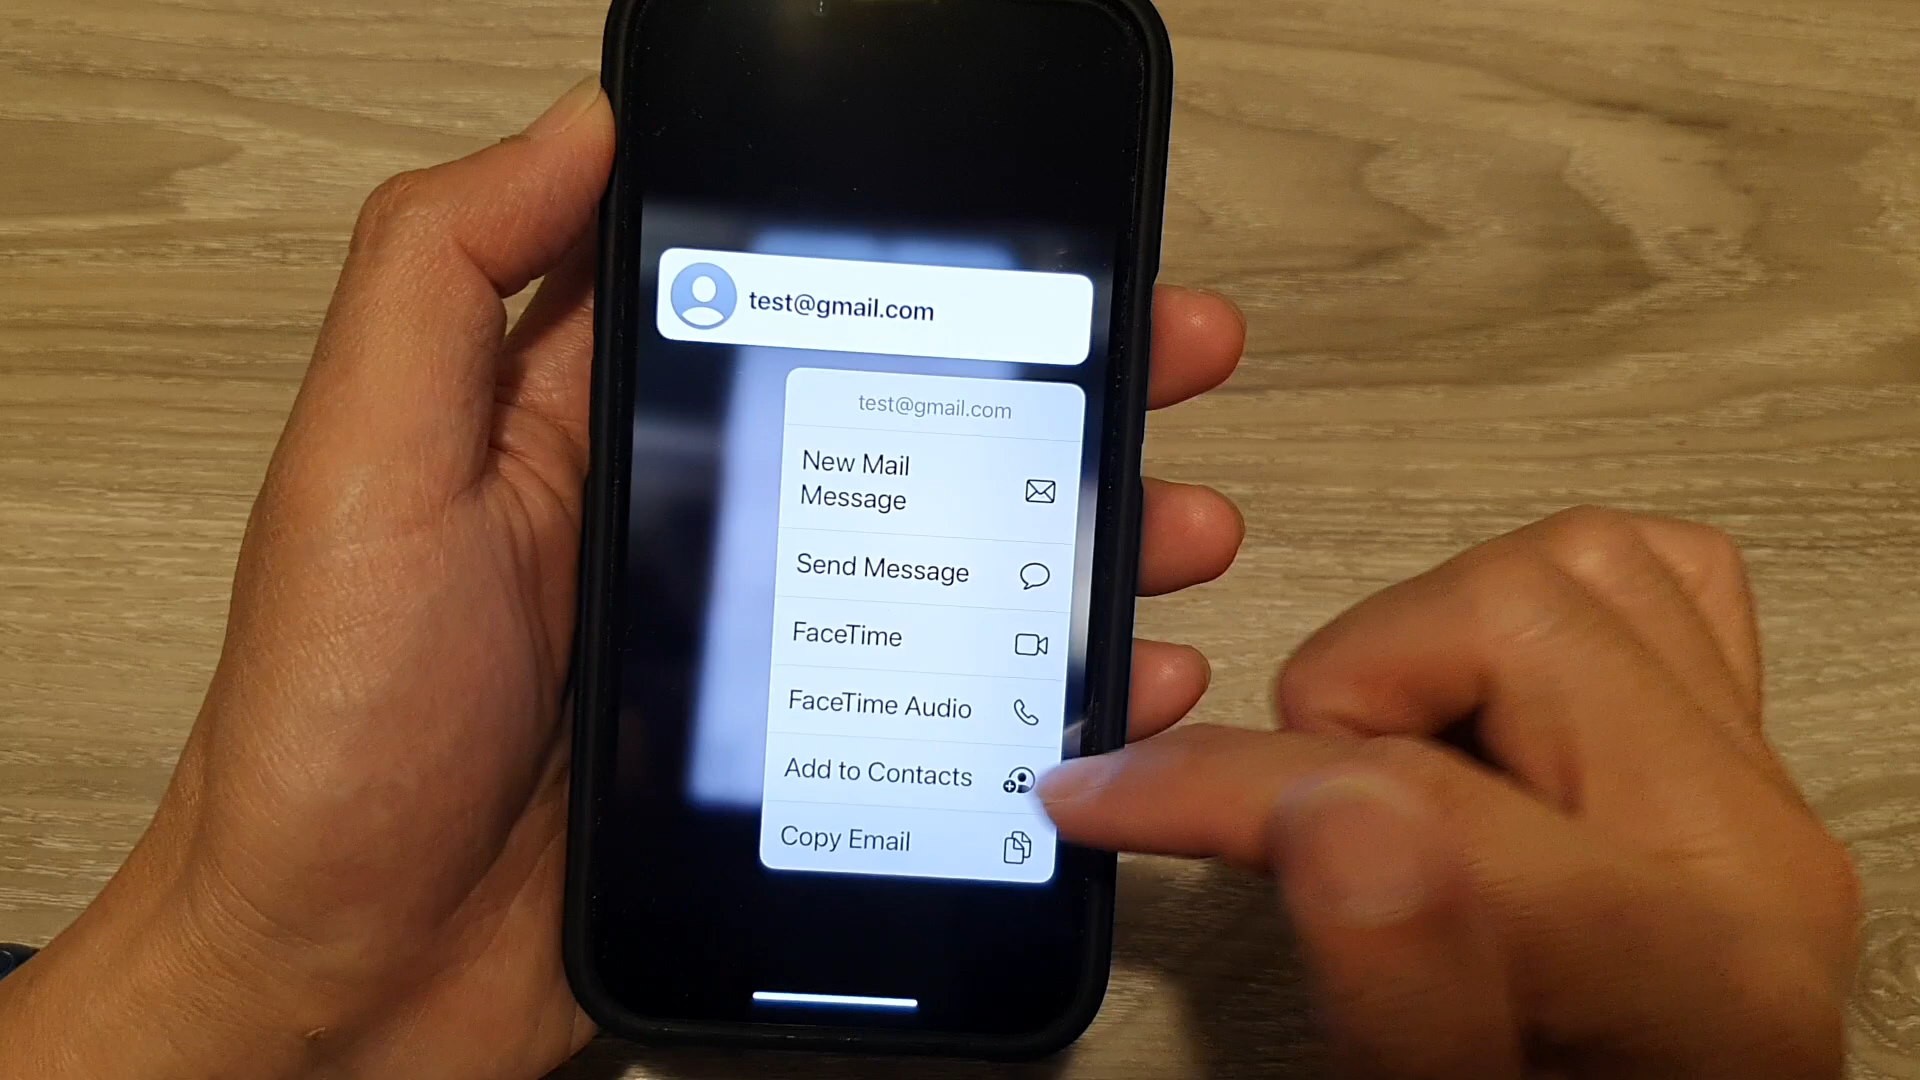 test@gmail.com
test@gmail.com
New Mail
Message
Send Message
FaceTime
FaceTime Audio
Add to Contacts
Copy Email